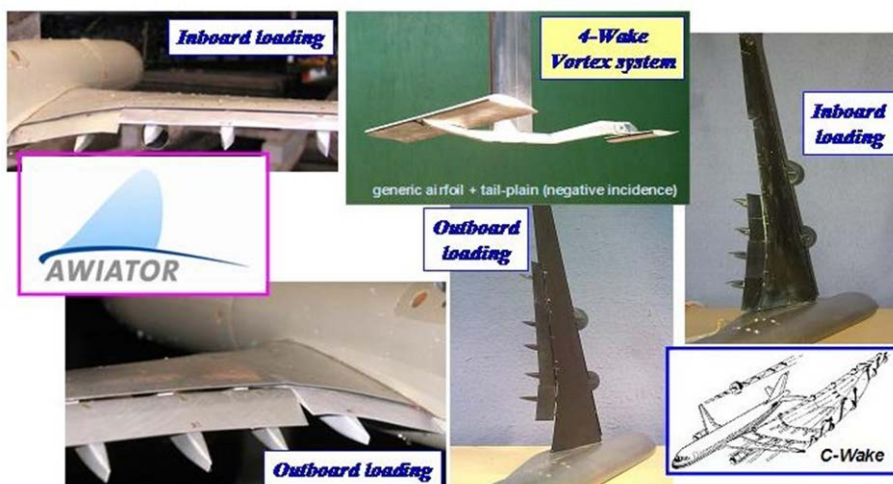 Inboard loading
4-Wake
Vortex system
Inboard
loading
generic airfoil + tail-plain (negative incidence)
AWIATOR
Outboard
loading
Outboard loading
C-Wake